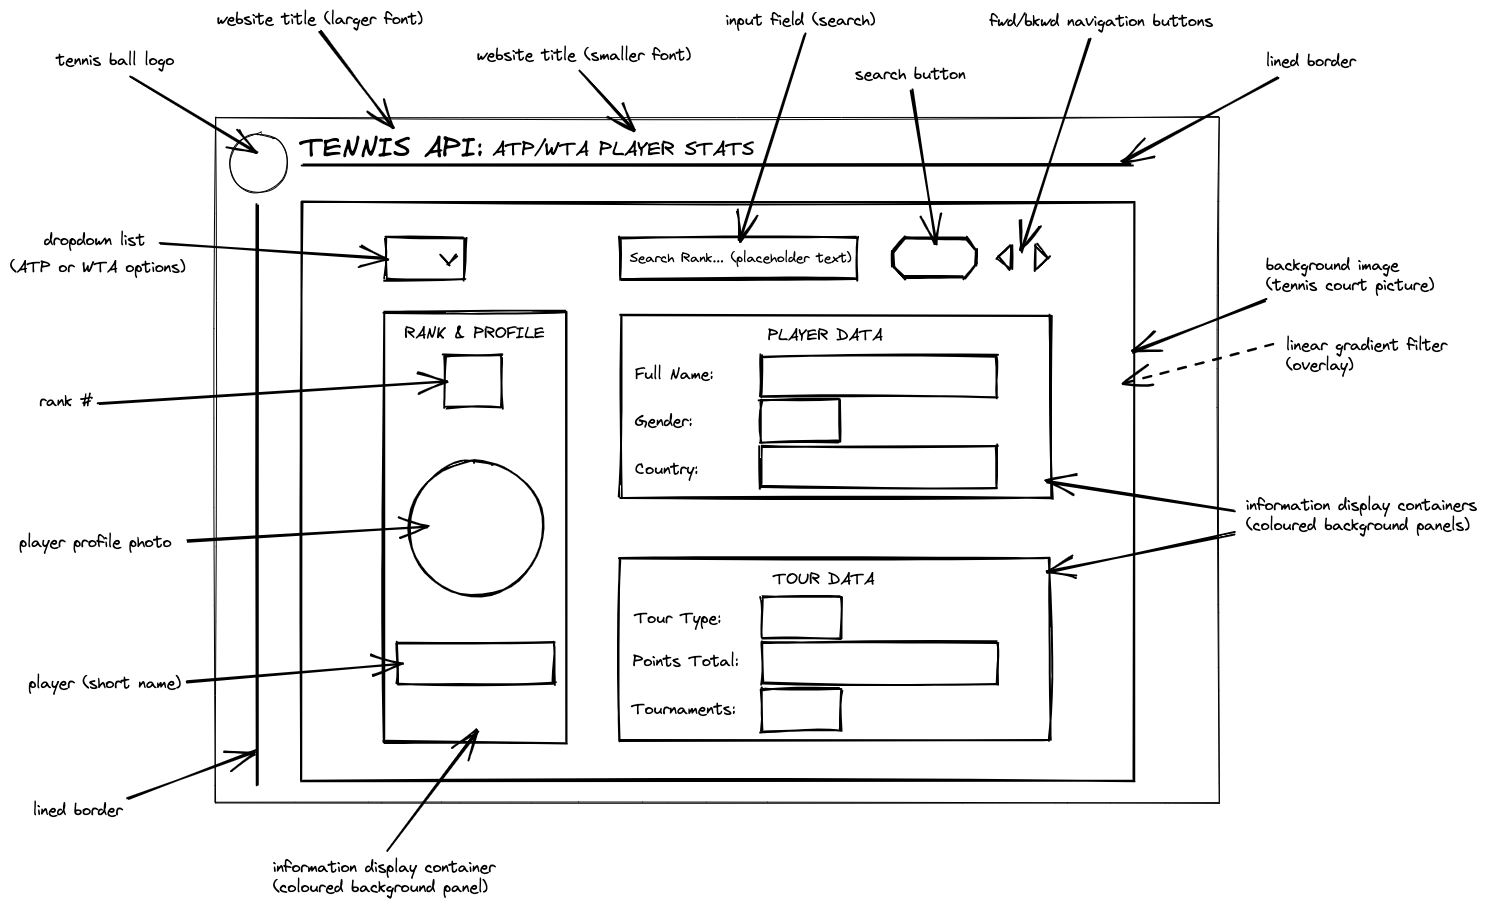 website title (larger font)
input field (search)
fwd/bkwd navigation buttons
tennis ball logo
website title (smaller font)
search button
lined border
TENNIS API: ATP/WTA PLAYER STATS
dropdown list
(ATP or WTA options)
Search Rank... (placeholder text)
background image
(tennis court picture)
linear gradient filter
(overlay)
RANK & PROFILE
rank #
player profile photo
player (short name)
PLAYER DATA
Full Name:
Gender:
Country:
information display containers
(coloured background panels)
TOUR DATA
Tour Type:
Points Total:
Tournaments:
lined border
information display container
(coloured background panel)